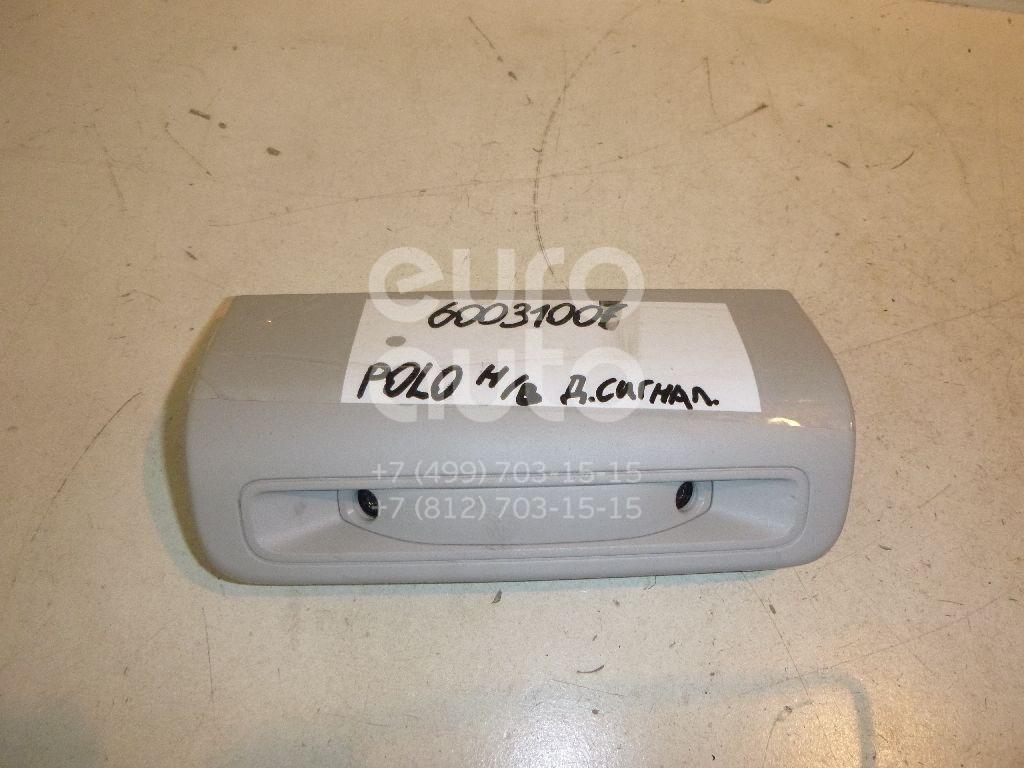 euro
60031007
auto
POLO н/в Д.СИГНАЛ.
+7 (499) 703-15-15
+7 (812) 703-15-15